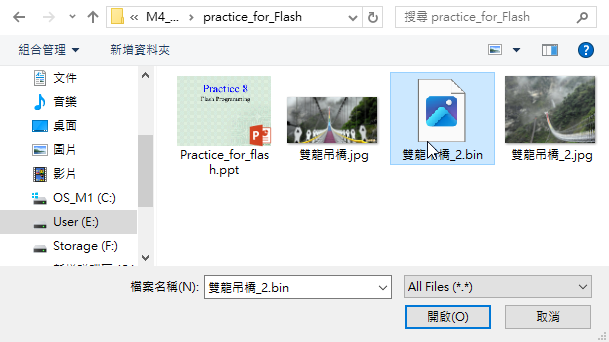 « M4_... › practice_for_Flash
搜尋 practice_for_Flash
組合管理
新增資料夾
文件
音樂
桌面
圖片
影片
OS_M1 (C:)
User (E:)
Storage (F:)
Practice 8
Flash Programming
Practice_for_flas
h.ppt
雙龍吊橋.jpg
雙龍吊橋_2.bin
雙龍吊橋_2.jpg
檔案名稱(N):
雙龍吊橋_2.bin
All Files (*.*)
開啟(O)
取消